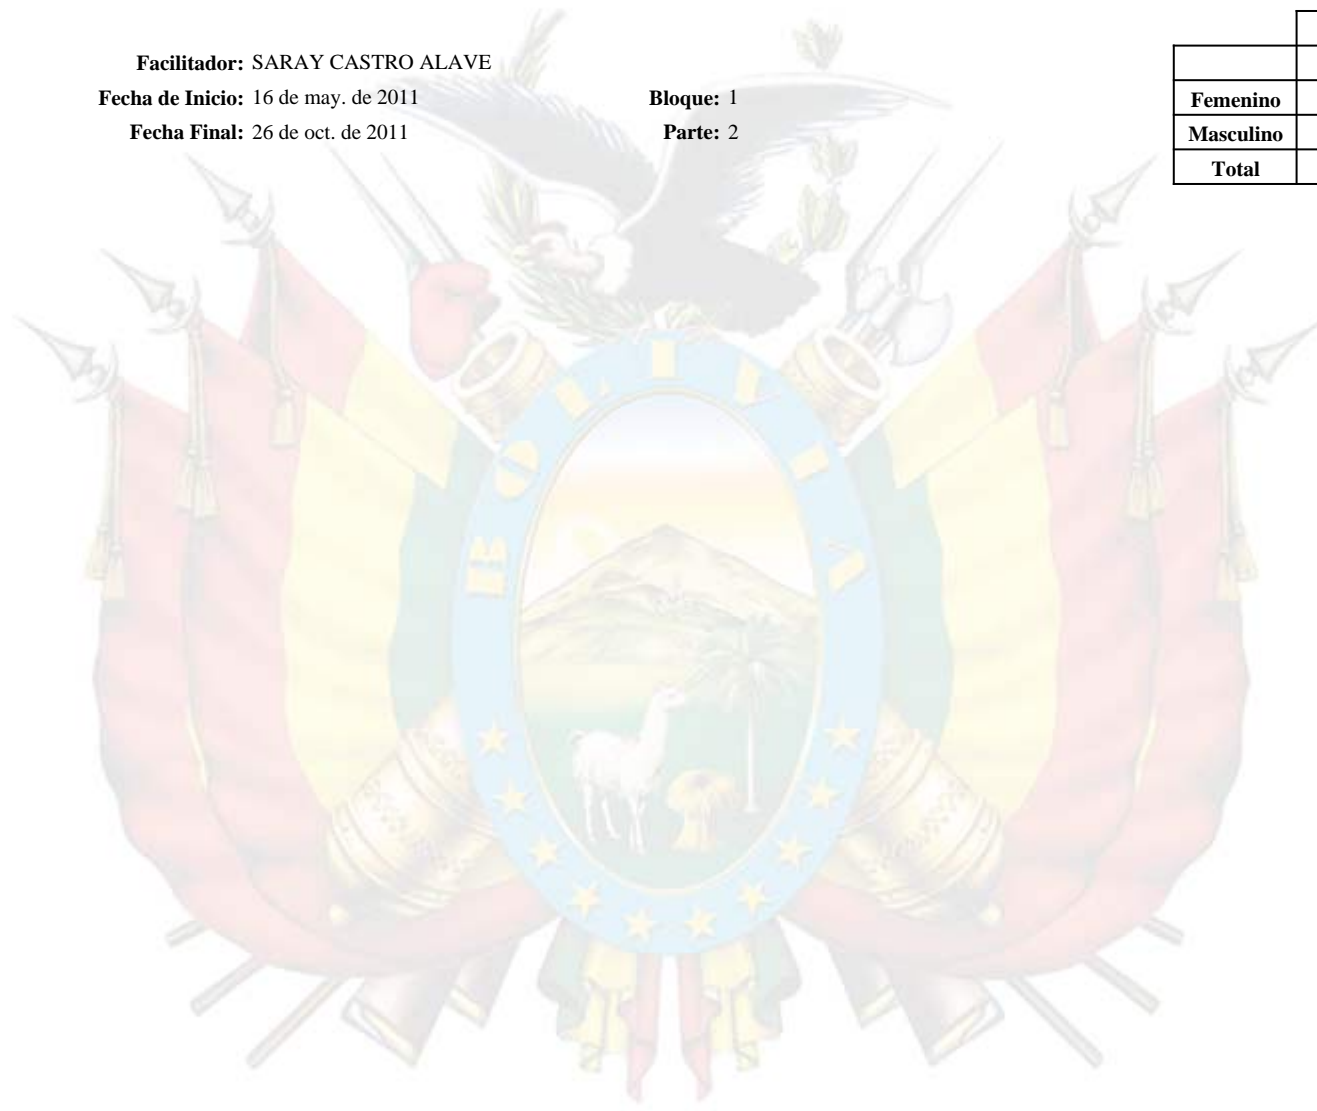 Facilitador: SARAY CASTRO ALAVE
Fecha de Inicio: 16 de may. de 2011 Bloque: 1
Fecha Final: 26 de oct. de 2011 Parte: 2
Femenino
Masculino
Total
BOLIVIA